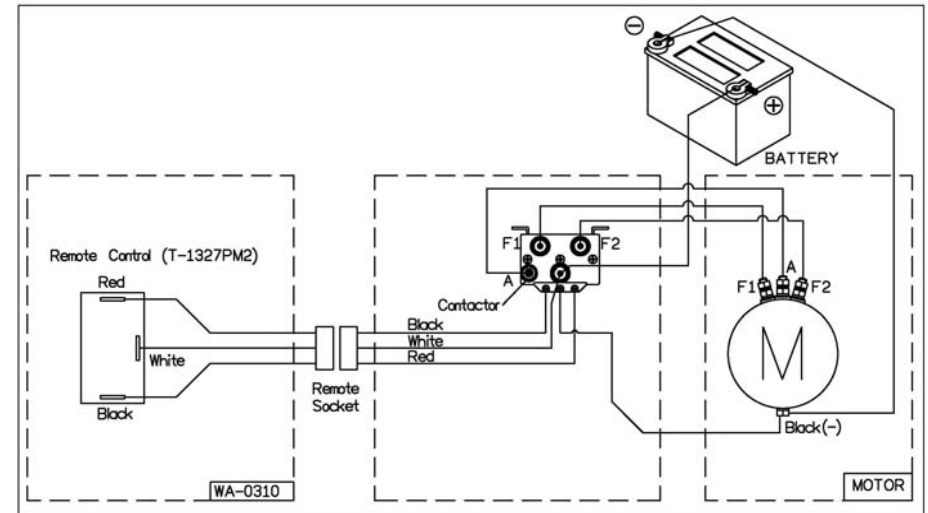 ⊖
⊕
BATTERY
Remote Control (T-1327PM2)
Red
White
Black
F1
F2
A
Contactor
Black
White
Red
Remote
Socket
A
F1
F2
M
Black(-)
WA-0310
MOTOR